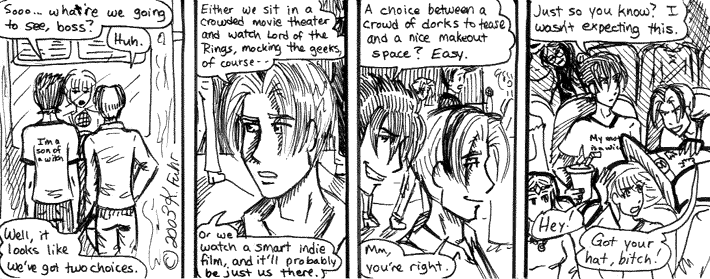 Sooo... what're we going
to see, boss?
Huh.
I'm a
son of
a witch
Well, it
looks like
we've got two choices.
© 2003 K. Fehr
Either we sit in a
crowded movie theater
and watch Lord of the
Rings, mocking the geeks,
of course--
Or we
watch a smart indie
film, and it'll probably
be just us there.
A choice between a
crowd of dorks to tease
and a nice makeout
space? Easy.
Mm,
you're right.
Just so you know? I
wasn't expecting this.
My mom
is a wic
Hey.
Got your
hat, bitch!